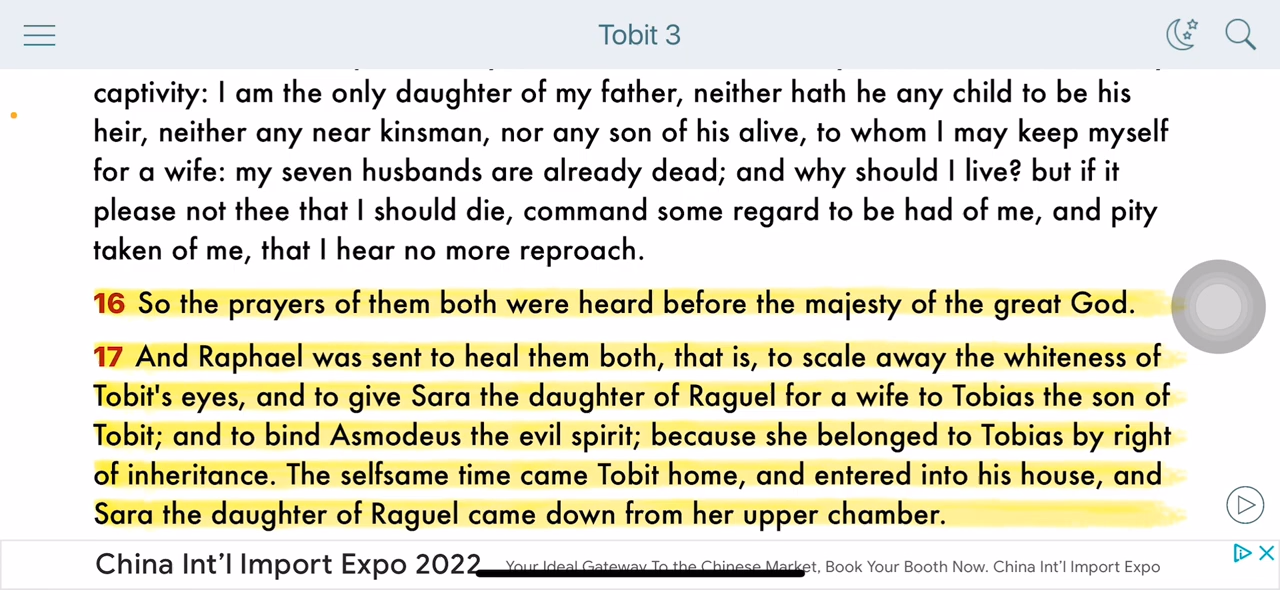 Tobit 3
captivity: I am the only daughter of my father, neither hath he any child to be his
heir, neither any near kinsman, nor any son of his alive, to whom I may keep myself
for a wife: my seven husbands are already dead; and why should I live? but if it
please not thee that I should die, command some regard to be had of me, and pity
taken of me, that I hear no more reproach.
16 So the prayers of them both were heard before the majesty of the great God.
17 And Raphael was sent to heal them both, that is, to scale away the whiteness of
Tobit's eyes, and to give Sara the daughter of Raguel for a wife to Tobias the son of
Tobit; and to bind Asmodeus the evil spirit; because she belonged to Tobias by right
of inheritance. The selfsame time came Tobit home, and entered into his house, and
Sara the daughter of Raguel came down from her upper chamber.
China Int'l Import Expo 2022 Your Ideal Gateway To the Chinese Market, Book Your Booth Now. China Int'l Import Expo